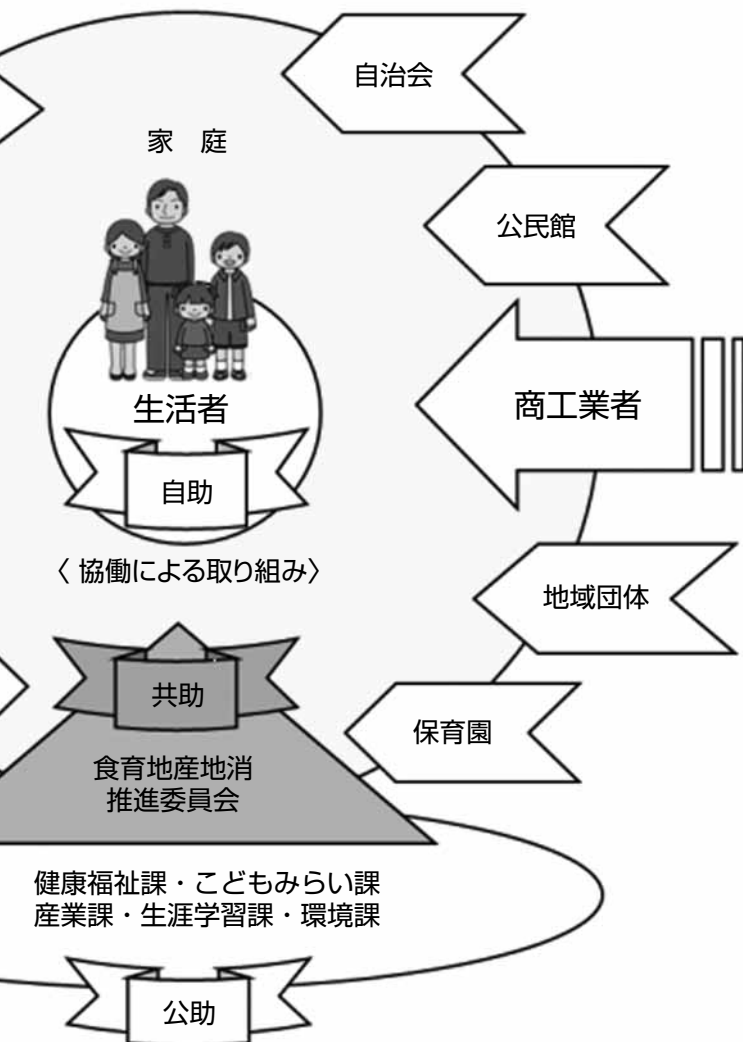 自治会
家　庭
公民館
商工業者
生活者
自助
〈 協働による取り組み〉
地域団体
共助
保育園
食育地産地消
推進委員会
健康福祉課・こどもみらい課
産業課・生涯学習課・環境課
公助